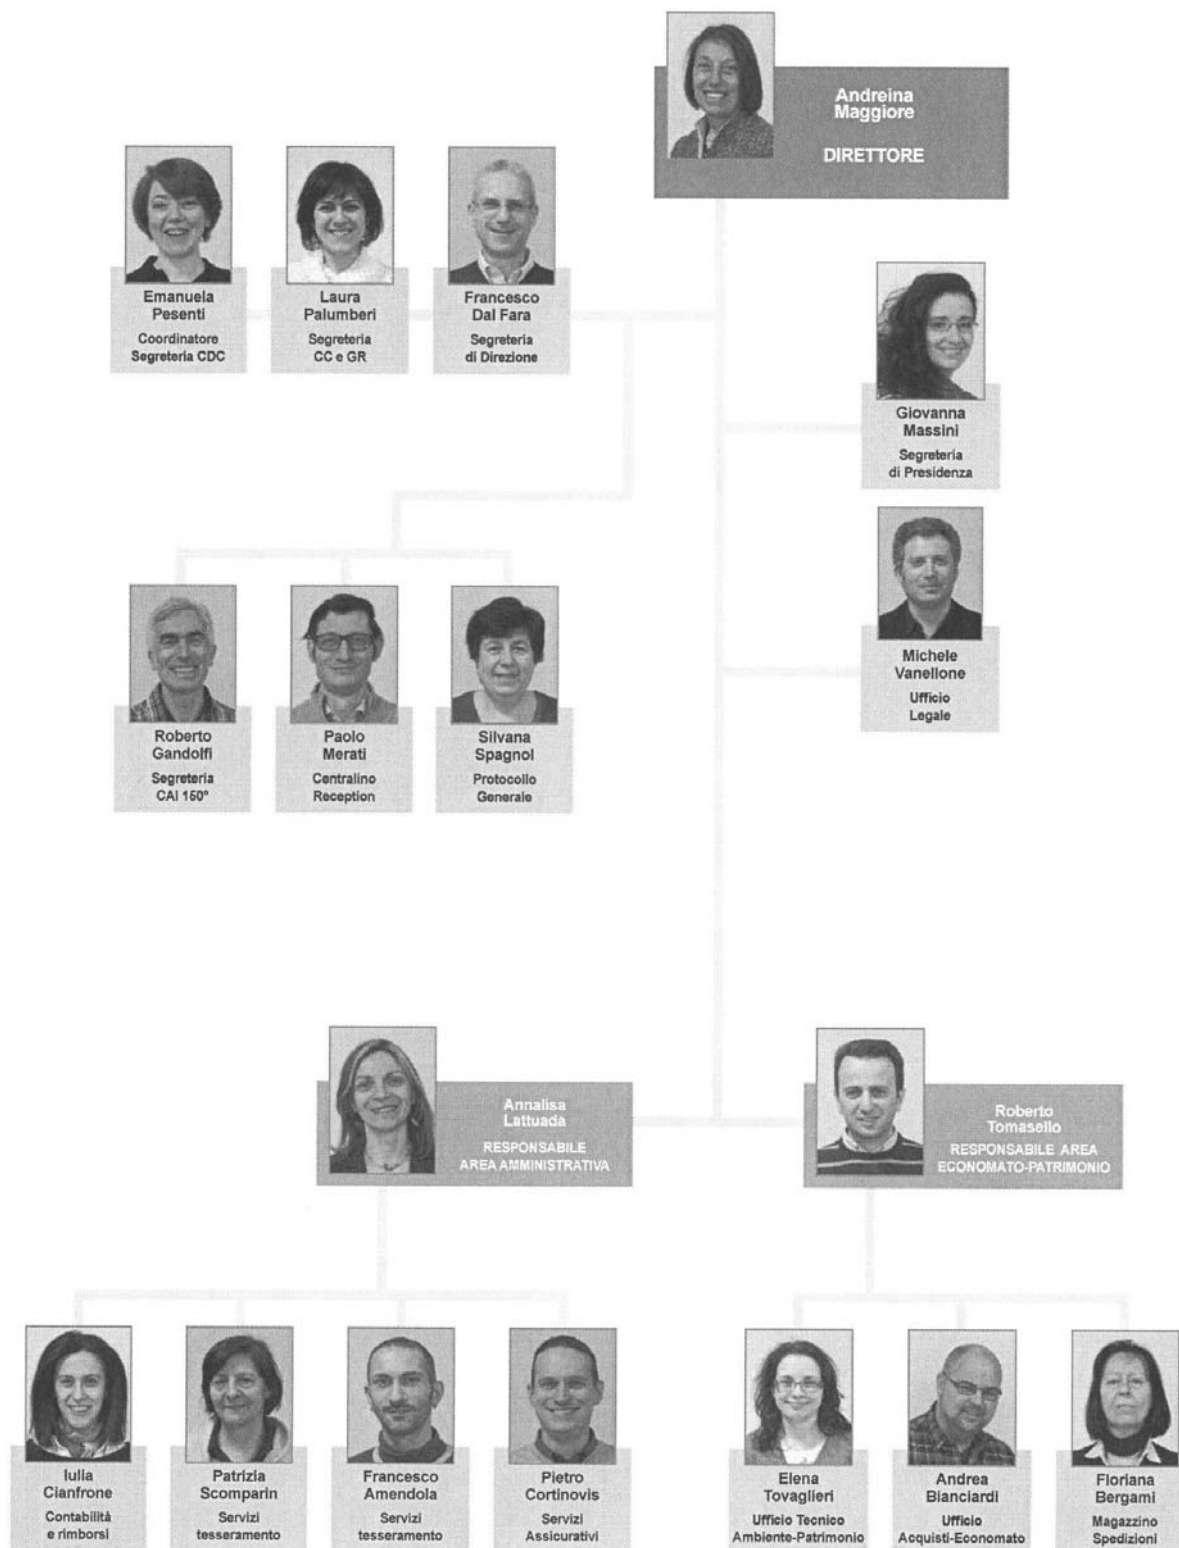 Andreina
Maggiore
DIRETTORE
Emanuela
Pesenti
Coordinatore
Segreteria CDC
Laura
Palumberi
Segreteria
CC e GR
Francesco
Dal Fara
Segreteria
di Direzione
Giovanna
Massini
Segreteria
di Presidenza
Michele
Vanellone
Ufficio
Legale
Roberto
Gandolfi
Segreteria
CAI 150°
Paolo
Merati
Centralino
Reception
Silvana
Spagnol
Protocollo
Generale
Annalisa
Lattuada
RESPONSABILE
AREA AMMINISTRATIVA
Roberto
Tomasello
RESPONSABILE AREA
ECONOMATO-PATRIMONIO
Iulia
Cianfrone
Contabilità
e rimborsi
Patrizia
Scomparin
Servizi
tesseramento
Francesco
Amendola
Servizi
tesseramento
Pietro
Cortinovis
Servizi
Assicurativi
Elena
Tovaglieri
Ufficio Tecnico
Ambiente-Patrimonio
Andrea
Bianciardi
Ufficio
Acquisti-Economato
Floriana
Bergami
Magazzino
Spedizioni